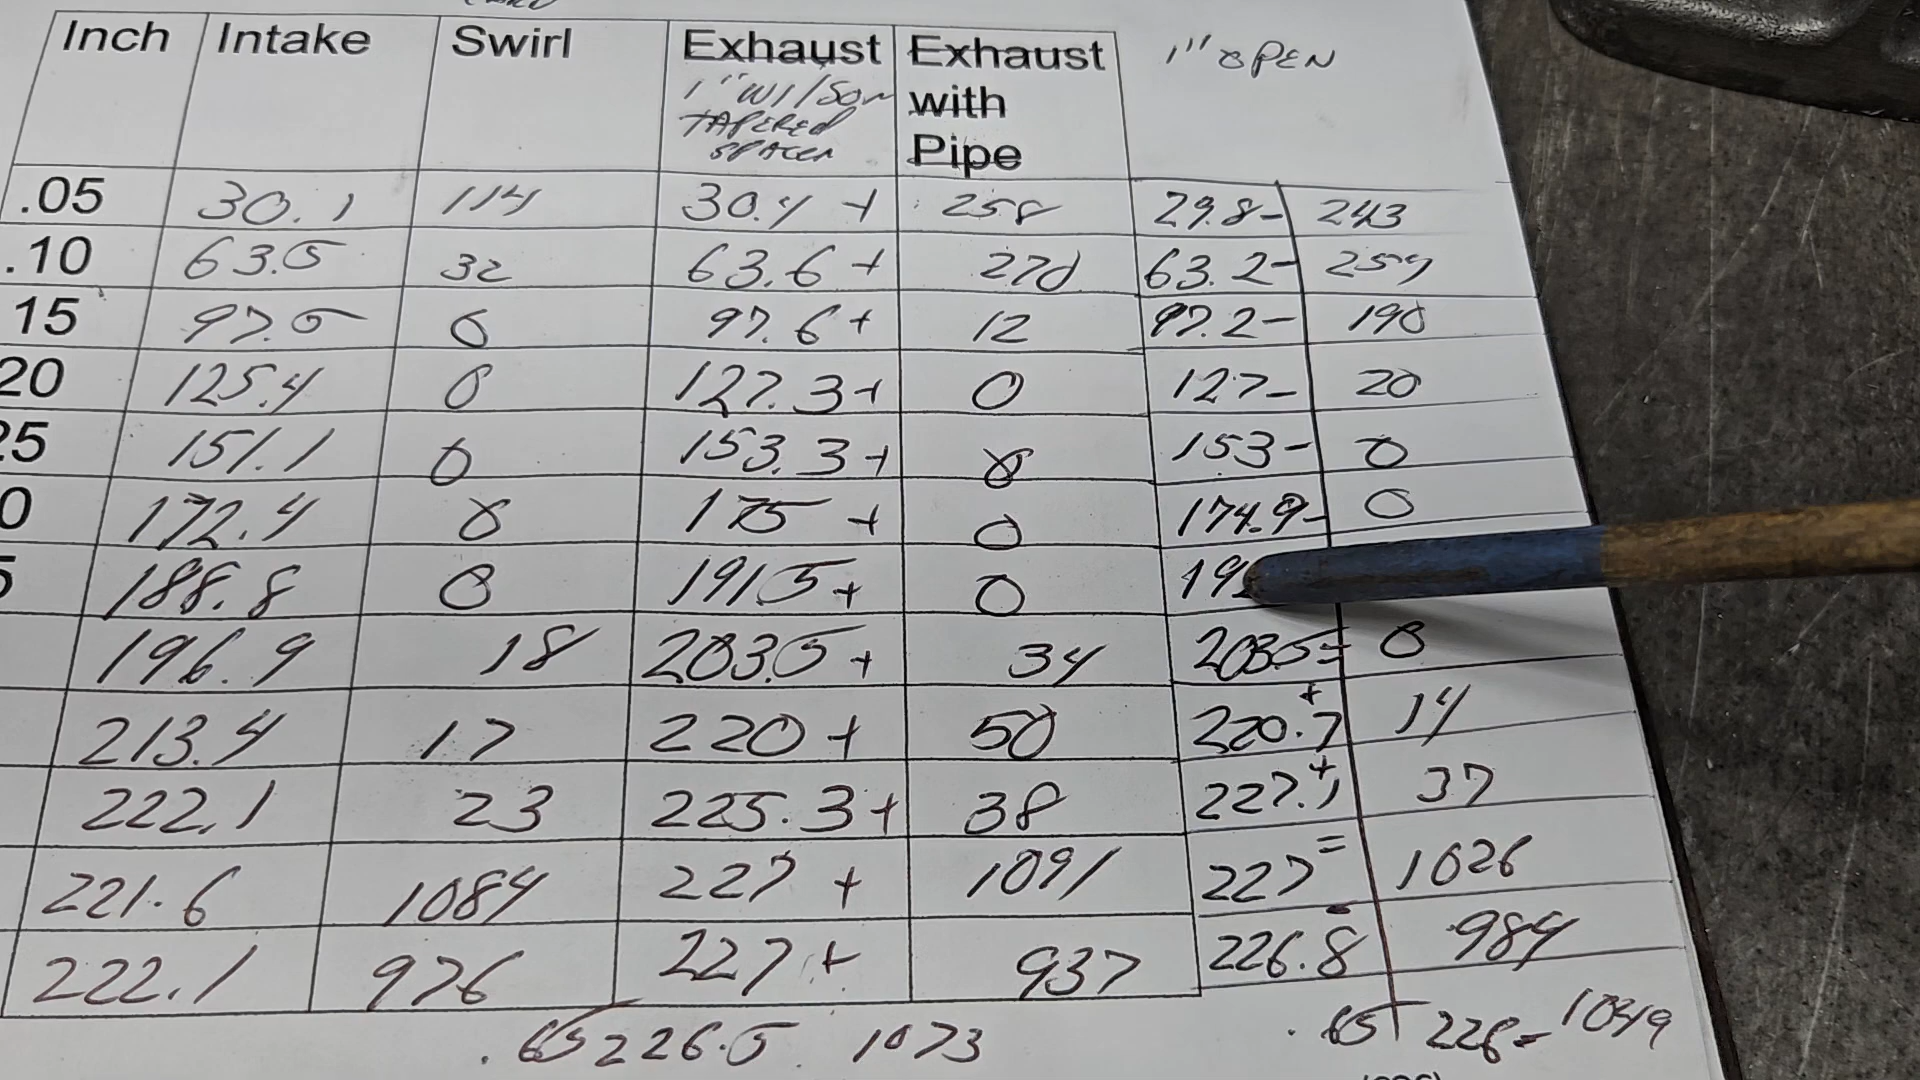 Inch Intake Swirl Exhaust Exhaust with Pipe 1" OPEN
1" WILSON TAPERED SPACER
.05 30.1 114 30.4 + 258 29.8- 243
.10 63.5 32 63.6 + 270 63.2-
15 97.5 0 97.6 + 12 97.2- 190
20 125.4 0 127.3 + 0 127- 20
25 151.1 0 153.3 + 0 153- 0
0 172.4 0 175 + 0 174.9- 0
5 188.8 0 191.5 + 0
196.9 18 203.5 + 34 203.5= 0
213.4 17 220 + 50 220.7+ 14
222.1 23 225.3 + 38 227.1+ 37
221.6 1084 227 + 1091 227= 1026
222.1 976 227 + 937 226.8- 984
.65 226.5 1073 .65 226-